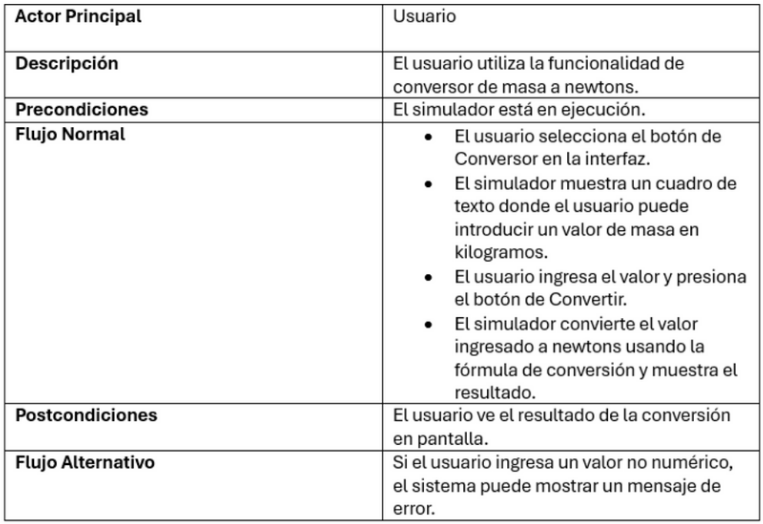 Actor Principal
Usuario
Descripción
El usuario utiliza la funcionalidad de
conversor de masa a newtons.
Precondiciones
El simulador está en ejecución.
Flujo Normal
• El usuario selecciona el botón de
Conversor en la interfaz.
• El simulador muestra un cuadro de
texto donde el usuario puede
introducir un valor de masa en
kilogramos.
• El usuario ingresa el valor y presiona
el botón de Convertir.
• El simulador convierte el valor
ingresado a newtons usando la
fórmula de conversión y muestra el
resultado.
Postcondiciones
El usuario ve el resultado de la conversión
en pantalla.
Flujo Alternativo
Si el usuario ingresa un valor no numérico,
el sistema puede mostrar un mensaje de
error.